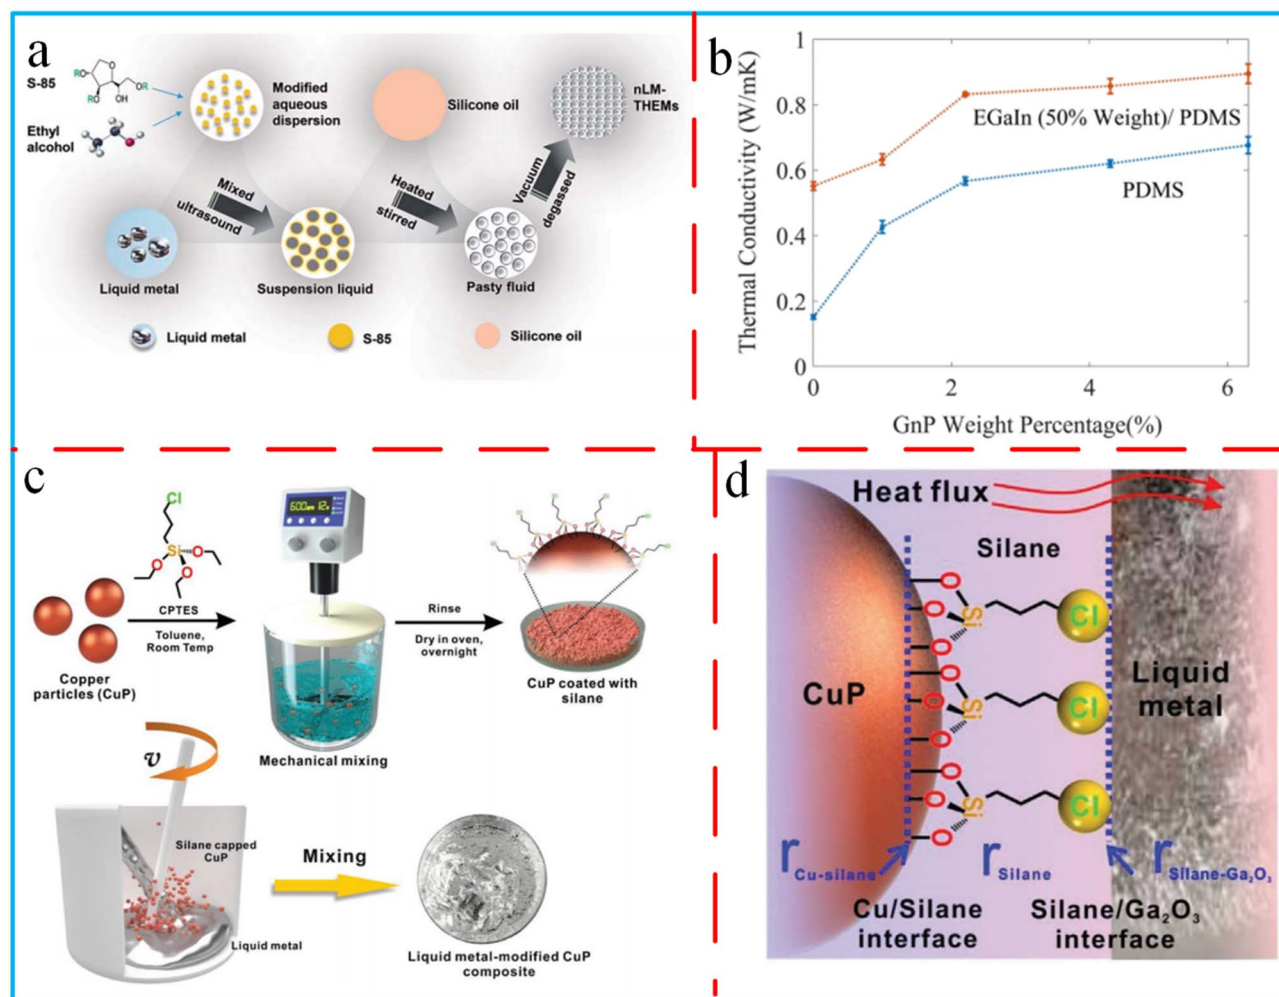 a
S-85
R
O
R
R
OH
Ethyl
alcohol
Modified
aqueous
dispersion
Silicone oil
nLM-
THEMs
Mixed
ultrasound
Heated
stirred
Vacuum
degassed
Liquid metal
Suspension liquid
Pasty fluid
Liquid metal
S-85
Silicone oil
b
Thermal Conductivity (W/mK)
1
0.8
0.6
0.4
0.2
0
EGaIn (50% Weight)/ PDMS
PDMS
0
2
4
6
GnP Weight Percentage(%)
c
Cl
Si
O
O
O
CPTES
Toluene,
Room Temp
Copper
particles (CuP)
Mechanical mixing
Rinse
Dry in oven,
overnight
CuP coated with
silane
v
Silane capped
CuP
Liquid metal
Mixing
Liquid metal-modified CuP
composite
d
Heat flux
Silane
CuP
Liquid
metal
O
O
Si
Cl
O
O
O
Si
Cl
O
O
O
Si
Cl
O
rCu-silane
rSilane
rSilane-Ga₂O₃
Cu/Silane
interface
Silane/Ga₂O₃
interface